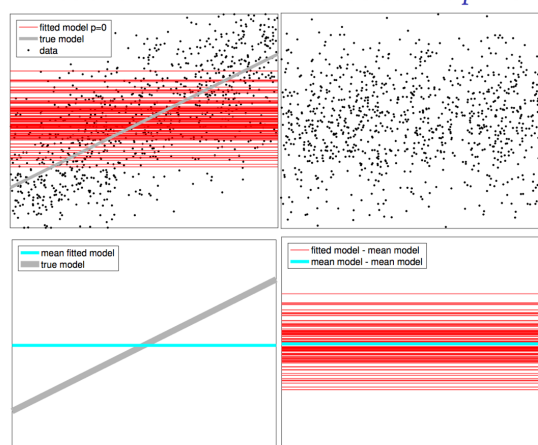 p
fitted model p=0
true model
data
mean fitted model
true model
fitted model - mean model
mean model - mean model